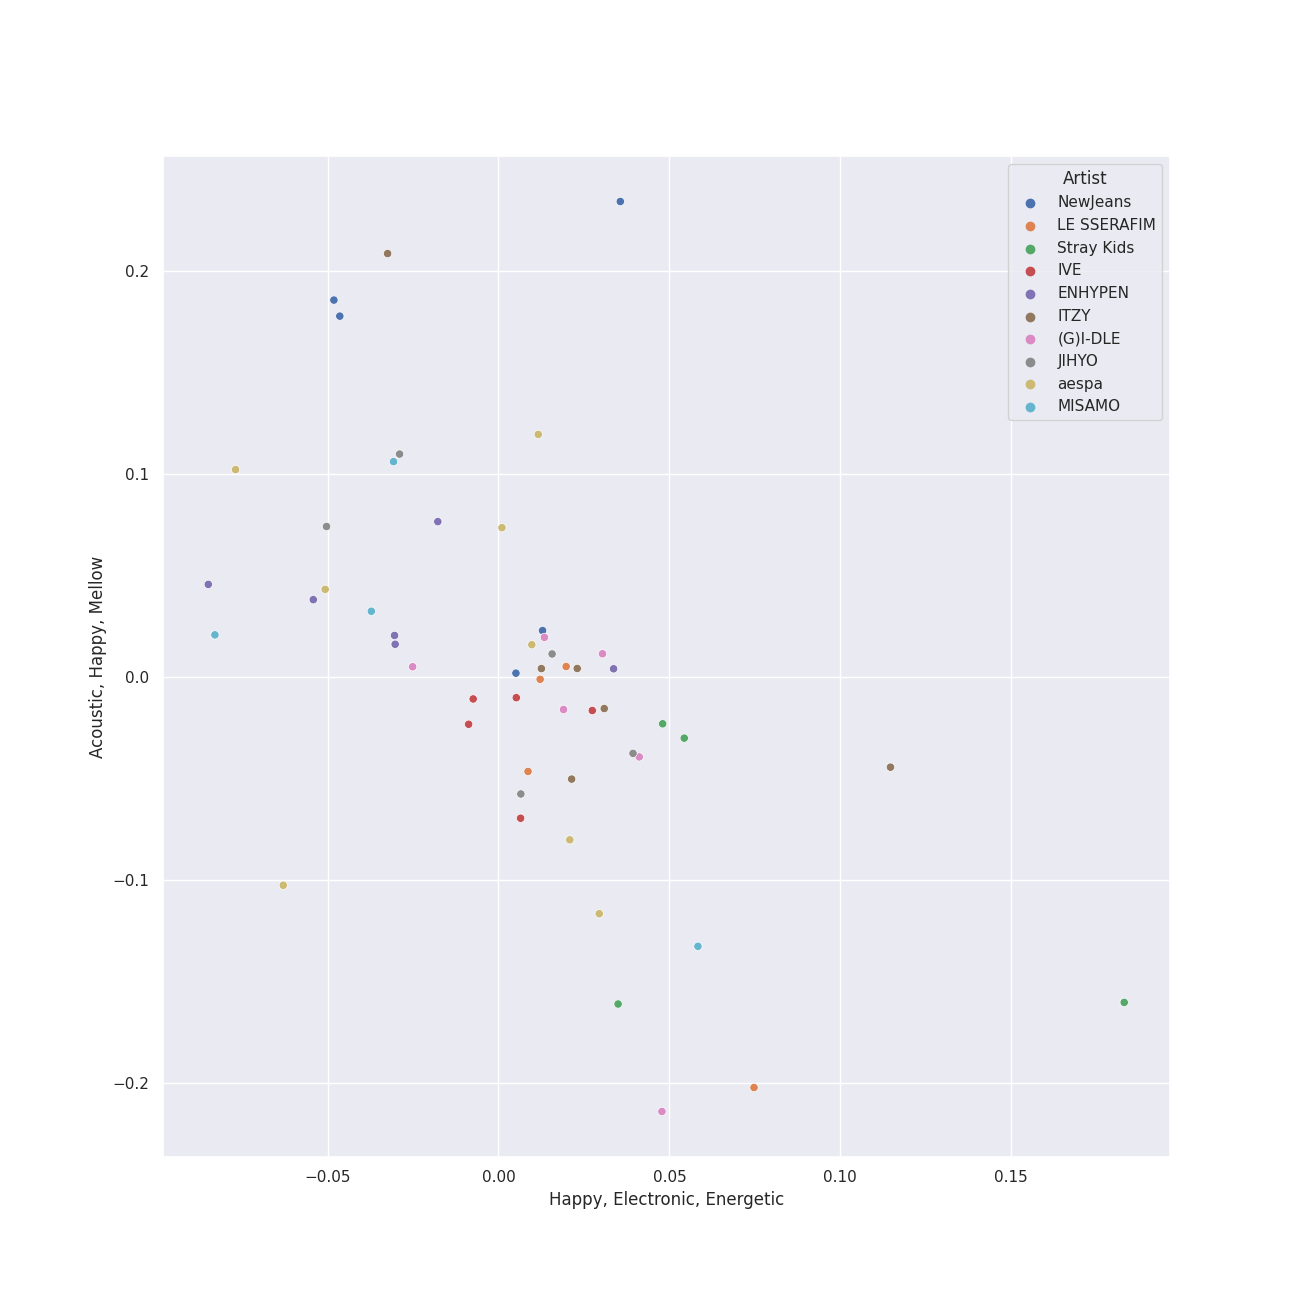 Artist
NewJeans
LE SSERAFIM
Stray Kids
IVE
ENHYPEN
ITZY
(G)I-DLE
JIHYO
aespa
MISAMO
0.2
0.1
0.0
−0.1
−0.2
Acoustic, Happy, Mellow
−0.05 0.00 0.05 0.10 0.15
Happy, Electronic, Energetic